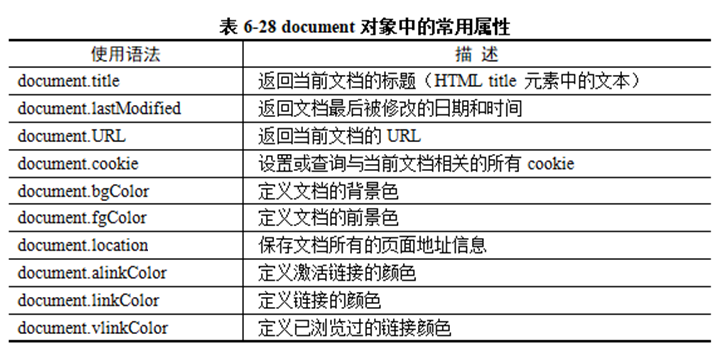 表 6-28 document 对象中的常用属性
使用语法 描 述
document.title 返回当前文档的标题（HTML title 元素中的文本）
document.lastModified 返回文档最后被修改的日期和时间
document.URL 返回当前文档的 URL
document.cookie 设置或查询与当前文档相关的所有 cookie
document.bgColor 定义文档的背景色
document.fgColor 定义文档的前景色
document.location 保存文档所有的页面地址信息
document.alinkColor 定义激活链接的颜色
document.linkColor 定义链接的颜色
document.vlinkColor 定义已浏览过的链接颜色